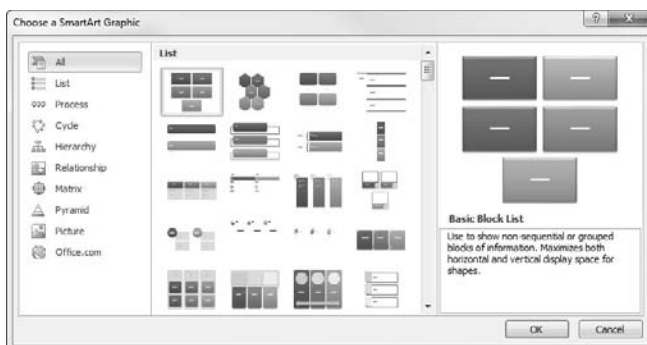 Choose a SmartArt Graphic
All
List
Process
Cycle
Hierarchy
Relationship
Matrix
Pyramid
Picture
Office.com
List
Basic Block List
Use to show non-sequential or grouped
blocks of information. Maximizes both
horizontal and vertical display space for
shapes.
OK
Cancel